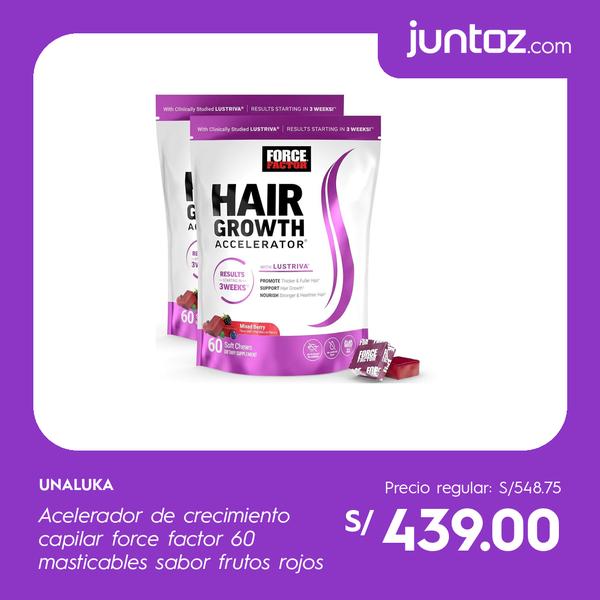 juntoz.com
With Clinically Studied LUSTRIVA® | RESULTS STARTING IN 3 WEEKS!*
With Clinically Studied LUSTRIVA® | RESULTS STARTING IN 3 WEEKS!*
FORCE
FACTOR
HAIR
GROWTH
ACCELERATOR®
WITH LUSTRIVA®
RESULTS
STARTING IN
3 WEEKS
PROMOTE Thicker & Fuller Hair*
SUPPORT Hair Growth*
NOURISH Stronger & Healthier Hair*
Mixed Berry
60 Soft Chews
DIETARY SUPPLEMENT
60
FORCE
FACTOR
UNALUKA
Acelerador de crecimiento
capilar force factor 60
masticables sabor frutos rojos
Precio regular: S/548.75
S/ 439.00